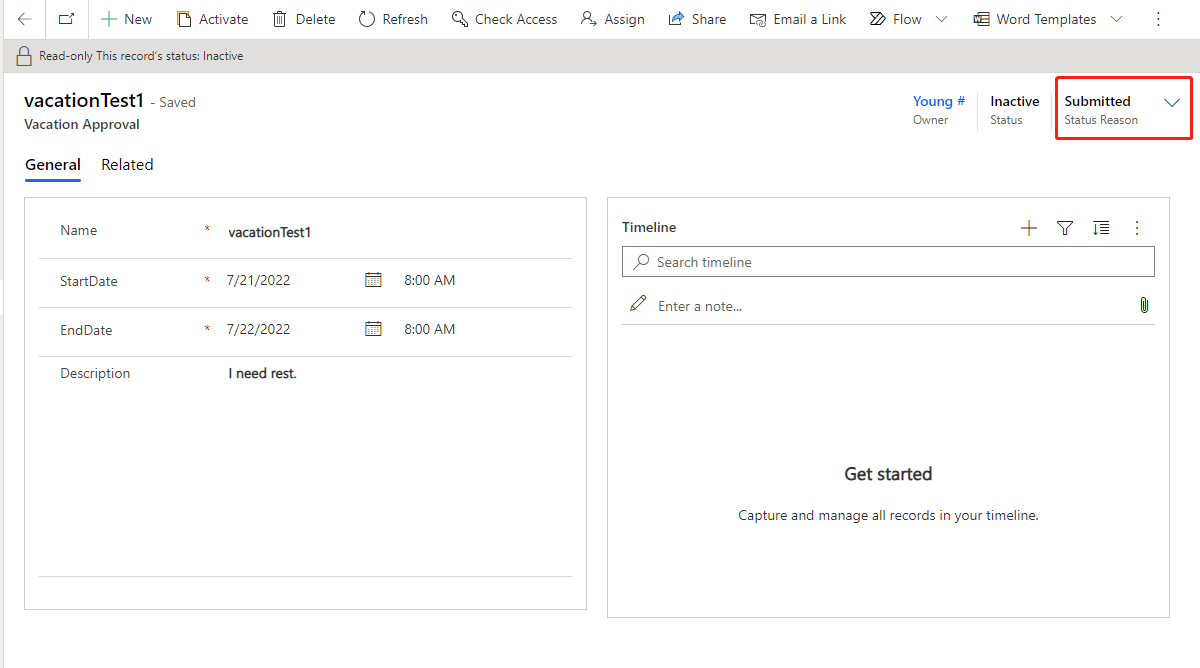 New Activate Delete Refresh Check Access Assign Share Email a Link Flow Word Templates
Read-only This record's status: Inactive
vacationTest1 - Saved
Vacation Approval
Young #
Owner
Inactive
Status
Submitted
Status Reason
General Related
Name * vacationTest1
StartDate * 7/21/2022 8:00 AM
EndDate * 7/22/2022 8:00 AM
Description I need rest.
Timeline
Search timeline
Enter a note...
Get started
Capture and manage all records in your timeline.